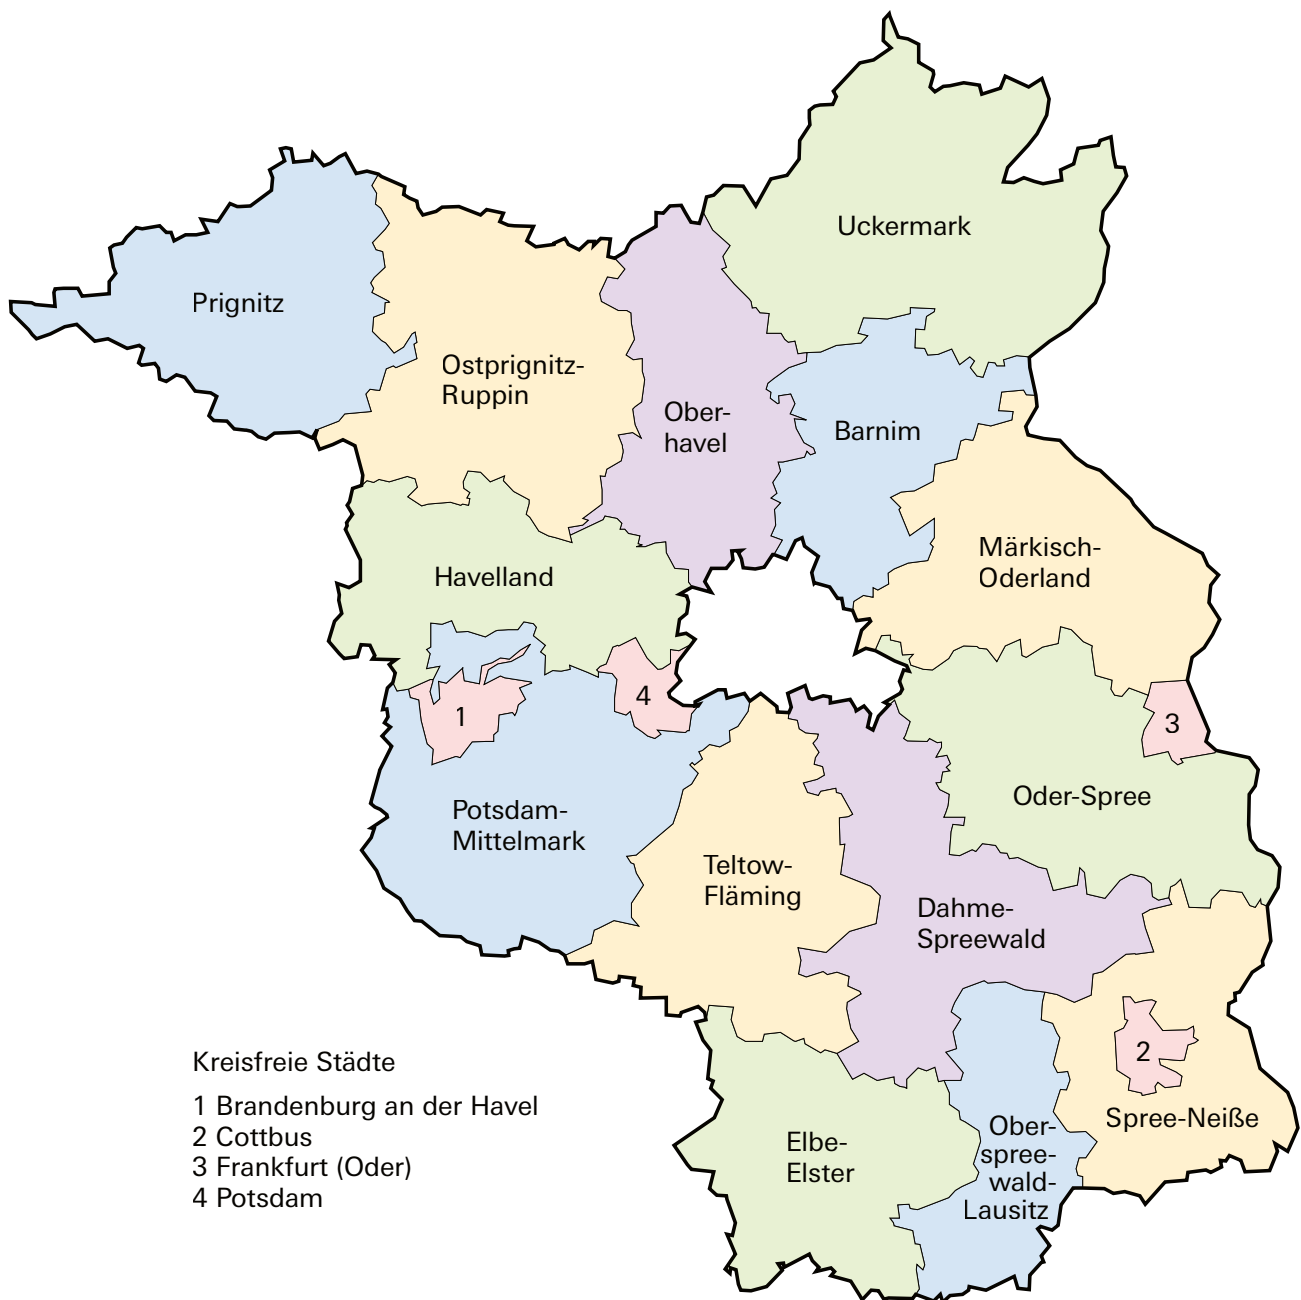 Uckermark
Prignitz
Ostprignitz-
Ruppin
Ober-
havel
Barnim
Märkisch-
Oderland
Havelland
4
1
3
Oder-Spree
Potsdam-
Mittelmark
Teltow-
Fläming
Dahme-
Spreewald
2
Spree-Neiße
Ober-
spree-
wald-
Lausitz
Elbe-
Elster
Kreisfreie Städte
1 Brandenburg an der Havel
2 Cottbus
3 Frankfurt (Oder)
4 Potsdam